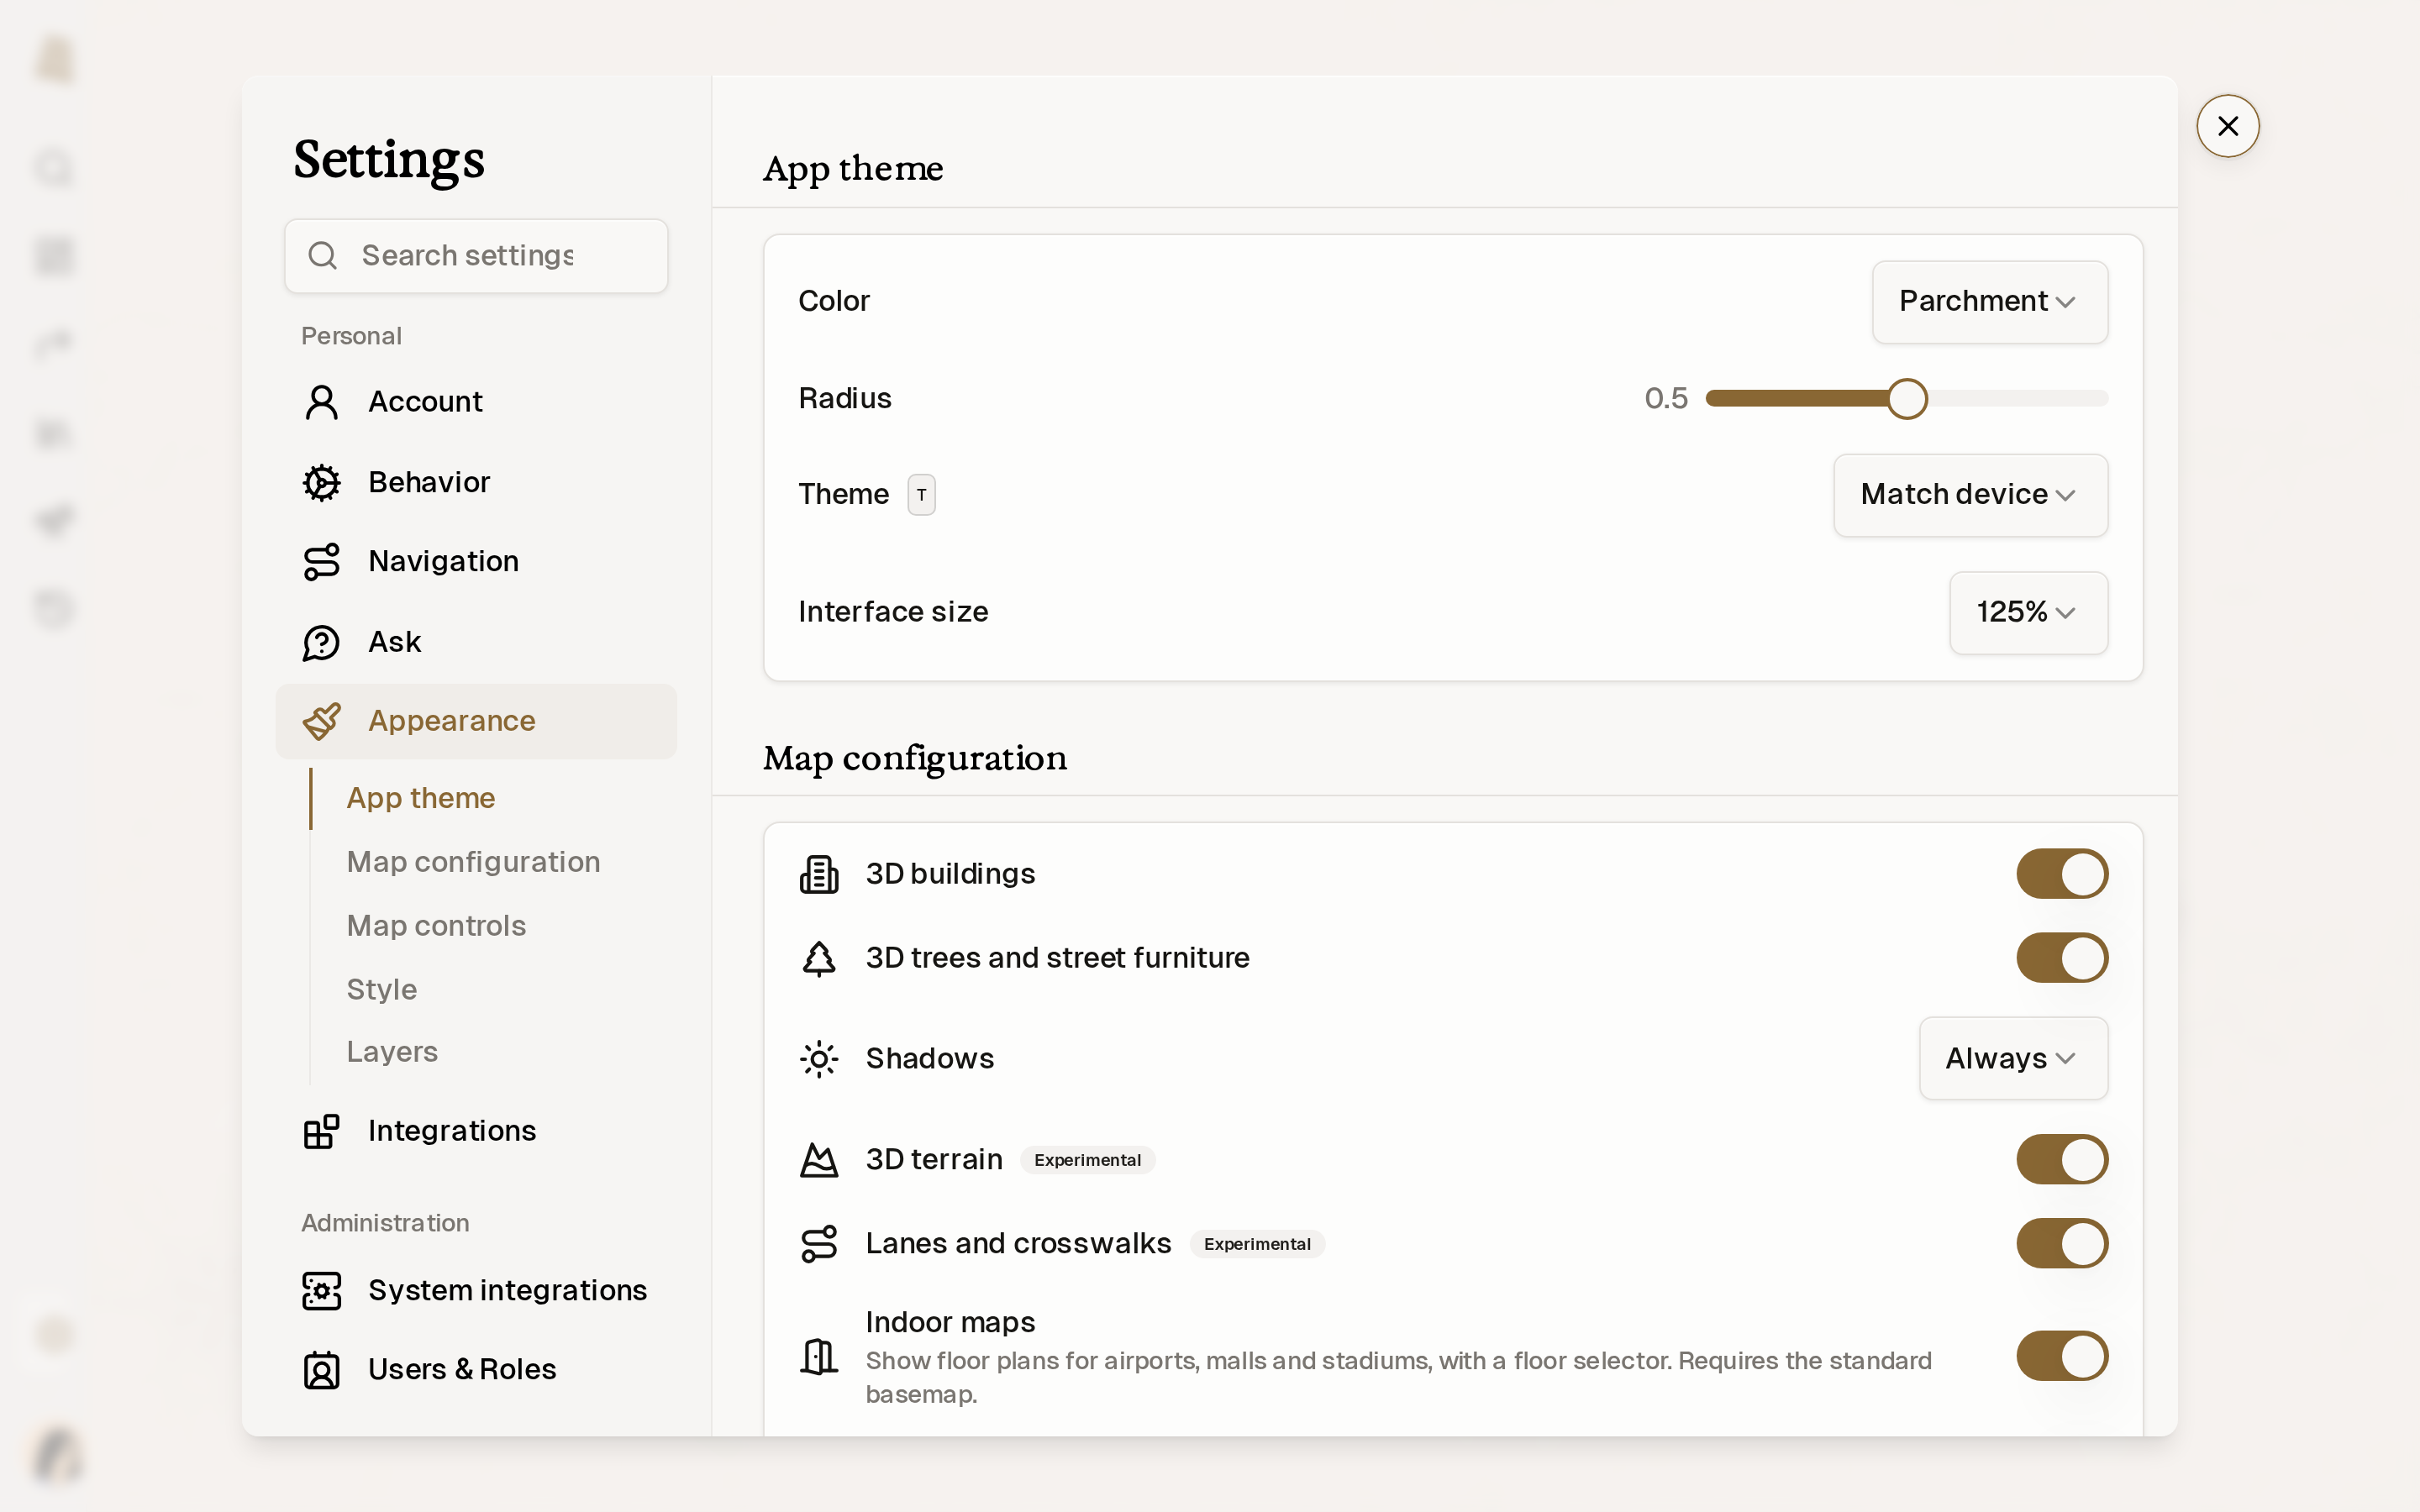 Settings
Search settings
Personal
Account
Behavior
Navigation
Ask
Appearance
App theme
Map configuration
Map controls
Style
Layers
Integrations
Administration
System integrations
Users & Roles
App theme
Color
Parchment
Radius
0.5
Theme T
Match device
Interface size
125%
Map configuration
3D buildings
3D trees and street furniture
Shadows
Always
3D terrain Experimental
Lanes and crosswalks Experimental
Indoor maps
Show floor plans for airports, malls and stadiums, with a floor selector. Requires the standard
basemap.